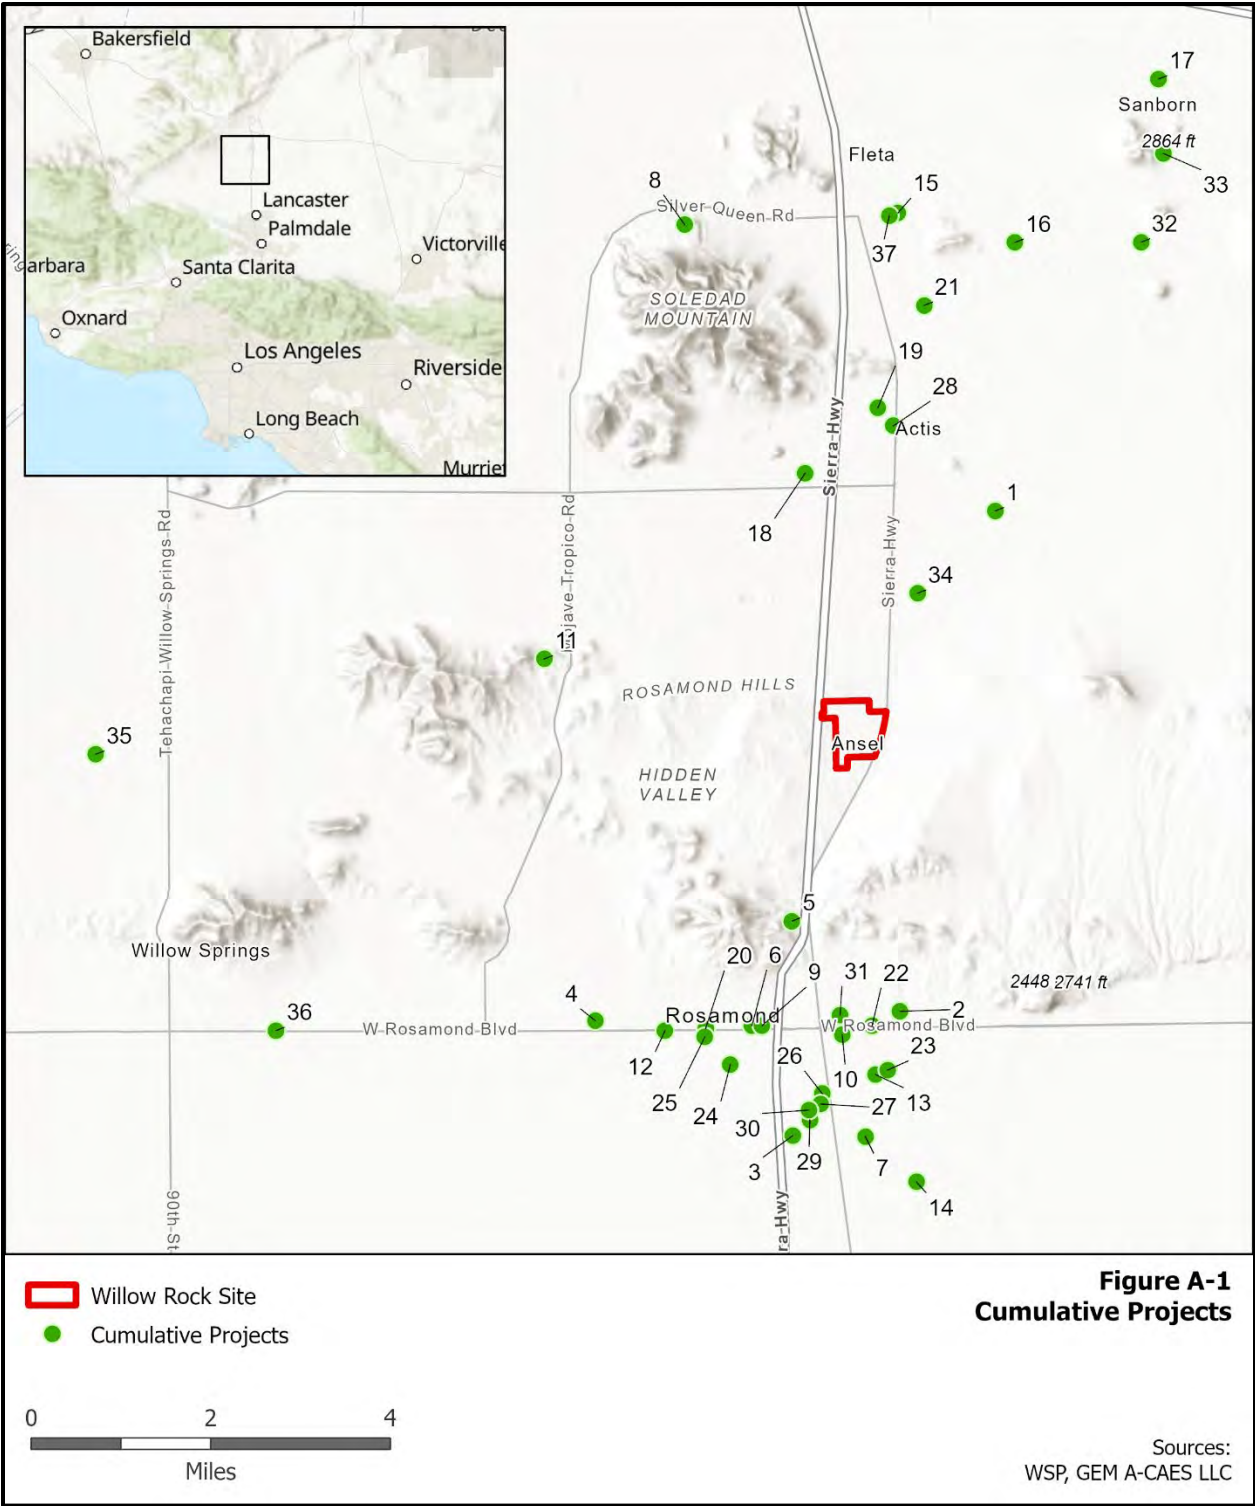 Bakersfield
Lancaster
Palmdale
Victorville
Santa Clarita
arbara
Oxnard
Los Angeles
Riverside
Long Beach
Murriet
17
Sanborn
2864 ft
33
Fleta
15
8
Silver Queen Rd
37
16
32
21
SOLEDAD
MOUNTAIN
19
28
Actis
Sierra-Hwy
18
1
Tehachapi-Willow-Springs-Rd
ojave-Tropico-Rd
Sierra-Hwy
34
11
ROSAMOND HILLS
35
Ansel
HIDDEN
VALLEY
5
Willow Springs
20
6
9
31
22
2448 2741 ft
4
36
Rosamond
2
W Rosamond Blvd
W Rosamond Blvd
12
26
10
23
25
24
13
27
30
3
29
7
14
90th-St
ra-Hwy
Willow Rock Site
Cumulative Projects
Figure A-1
Cumulative Projects
0 2 4
Miles
Sources:
WSP, GEM A-CAES LLC